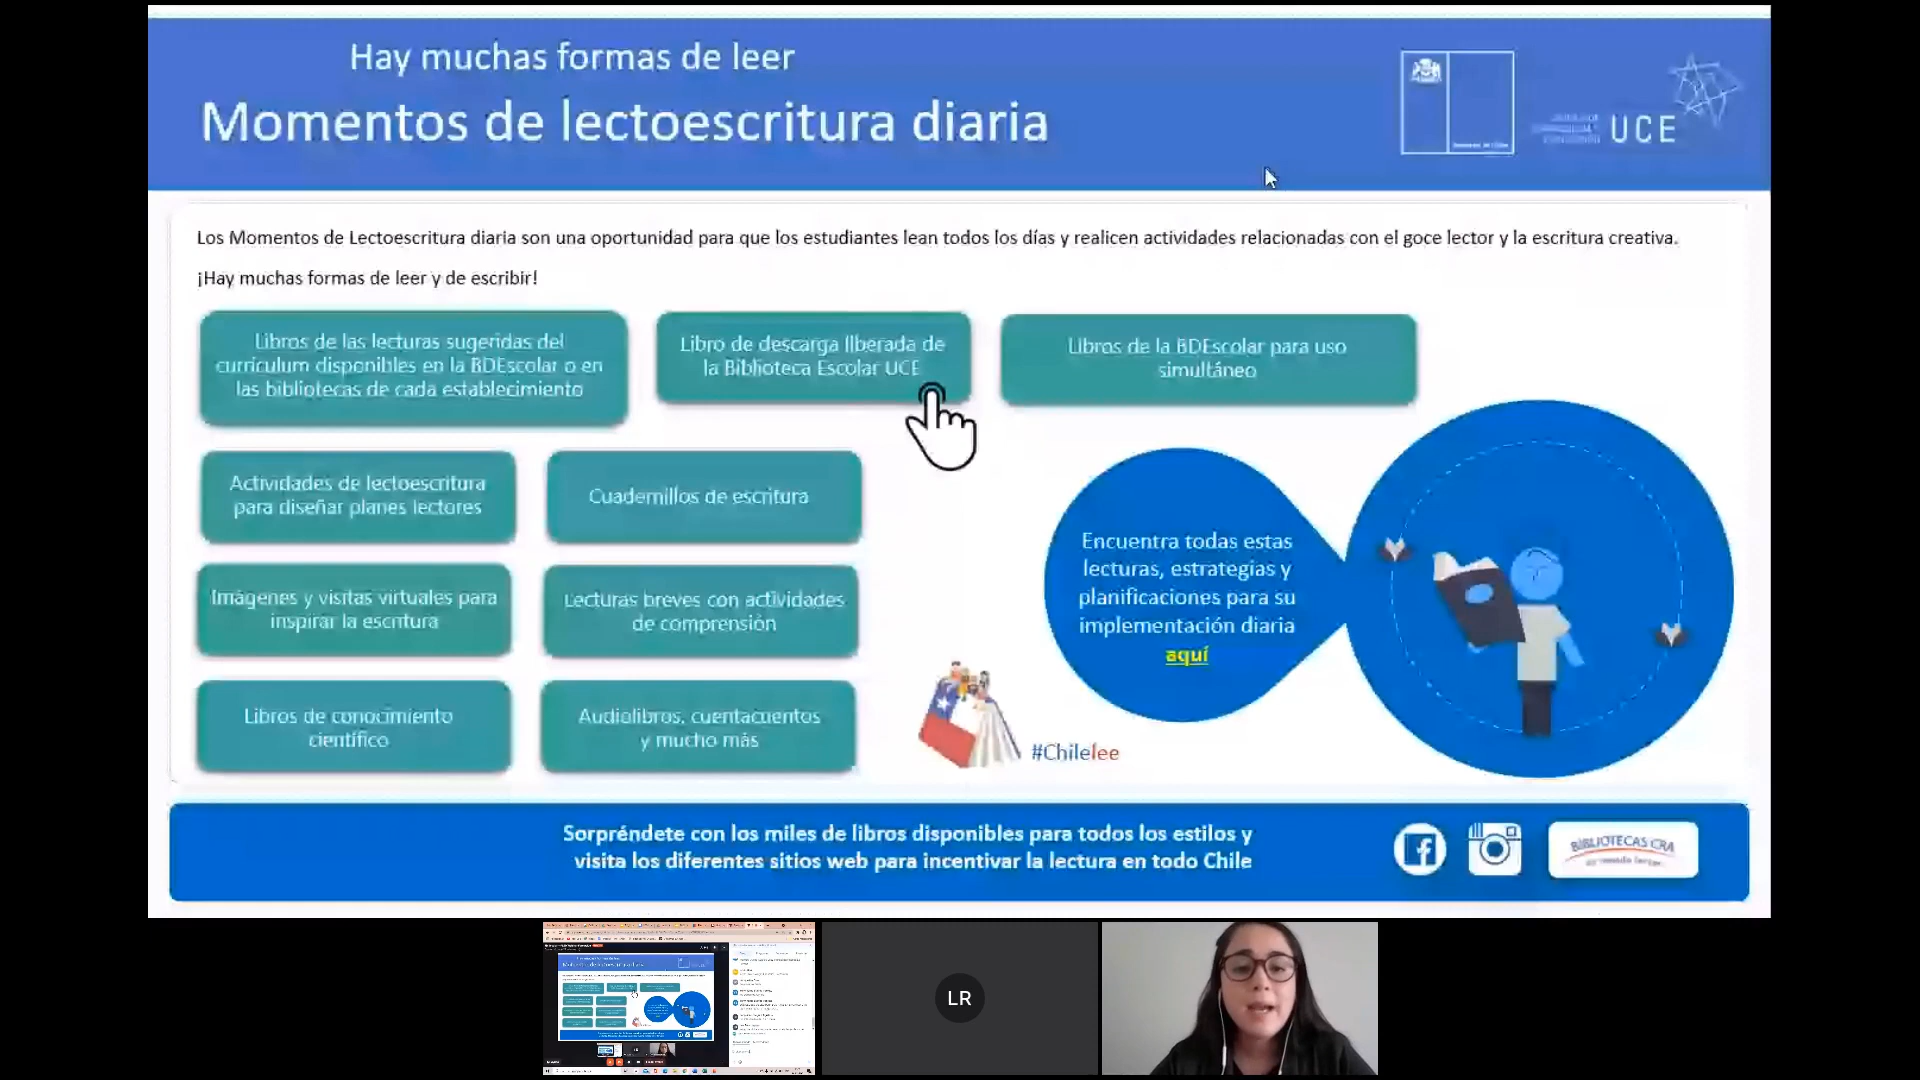 Hay muchas formas de leer
Momentos de lectoescritura diaria
UCE
Los Momentos de Lectoescritura diaria son una oportunidad para que los estudiantes lean todos los días y realicen actividades relacionadas con el goce lector y la escritura creativa.
¡Hay muchas formas de leer y de escribir!
Libros de las lecturas sugeridas del
currículum disponibles en la BDEscolar o en
las bibliotecas de cada establecimiento
Libro de descarga liberada de
la Biblioteca Escolar UCE
Libros de la BDEscolar para uso
simultáneo
Actividades de lectoescritura
para diseñar planes lectores
Cuadernillos de escritura
Imágenes y visitas virtuales para
inspirar la escritura
Lecturas breves con actividades
de comprensión
Libros de conocimiento
científico
Audiolibros, cuentacuentos
y mucho más
Encuentra todas estas
lecturas, estrategias y
planificaciones para su
implementación diaria
aquí
#Chilelee
Sorpréndete con los miles de libros disponibles para todos los estilos y
visita los diferentes sitios web para incentivar la lectura en todo Chile
BIBLIOTECAS CRA
LR